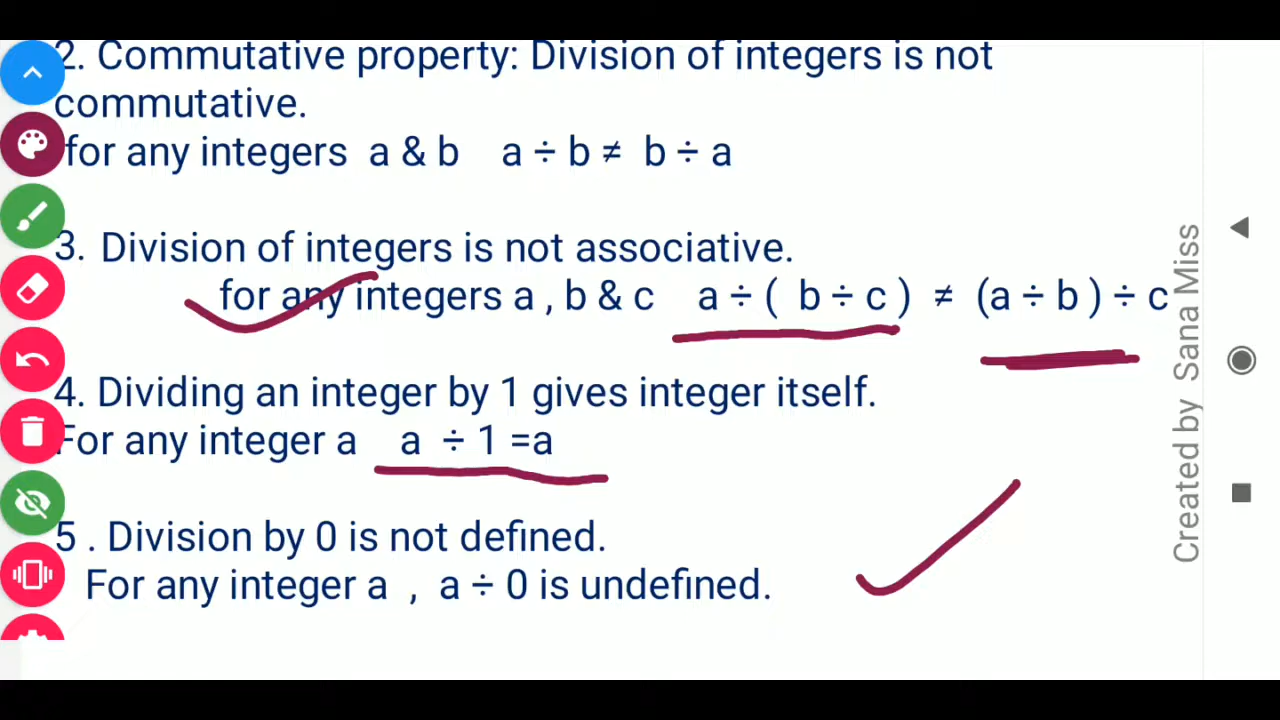 2. Commutative property: Division of integers is not
commutative.
for any integers a & b a ÷ b ≠ b ÷ a
3. Division of integers is not associative.
for any integers a , b & c a ÷ ( b ÷ c ) ≠ (a ÷ b ) ÷ c
4. Dividing an integer by 1 gives integer itself.
For any integer a a ÷ 1 =a
5 . Division by 0 is not defined.
For any integer a , a ÷ 0 is undefined.
Created by Sana Miss